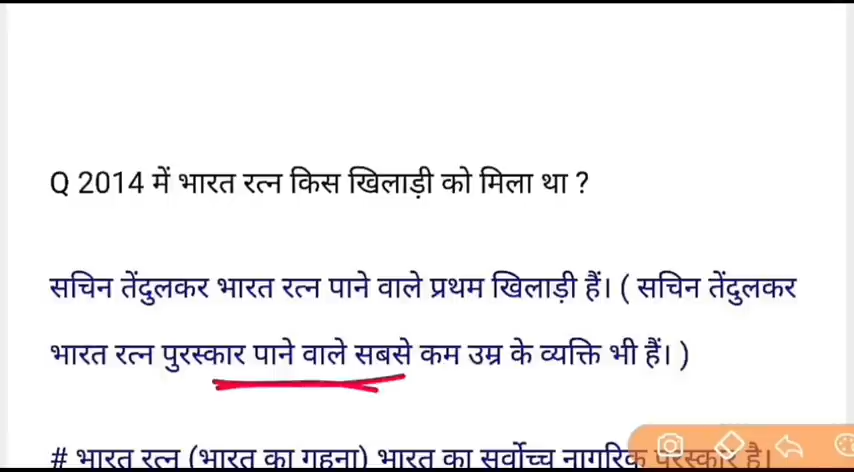 Q 2014 में भारत रत्न किस खिलाड़ी को मिला था ?
सचिन तेंदुलकर भारत रत्न पाने वाले प्रथम खिलाड़ी हैं। ( सचिन तेंदुलकर
भारत रत्न पुरस्कार पाने वाले सबसे कम उम्र के व्यक्ति भी हैं। )
# भारत रत्न (भारत का गहना) भारत का सर्वोच्च नागरिक पुरस्कार है।